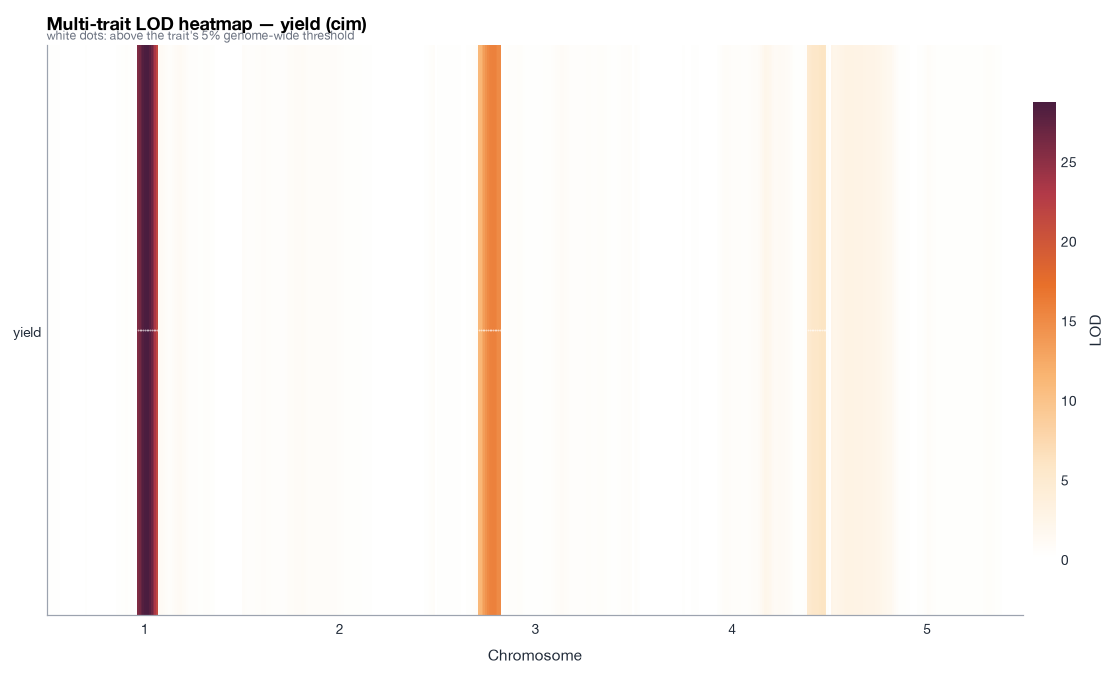 Multi-trait LOD heatmap — yield (cim)
white dots: above the trait's 5% genome-wide threshold
yield
1 2 3 4 5
Chromosome
25
20
15
10
5
0
LOD